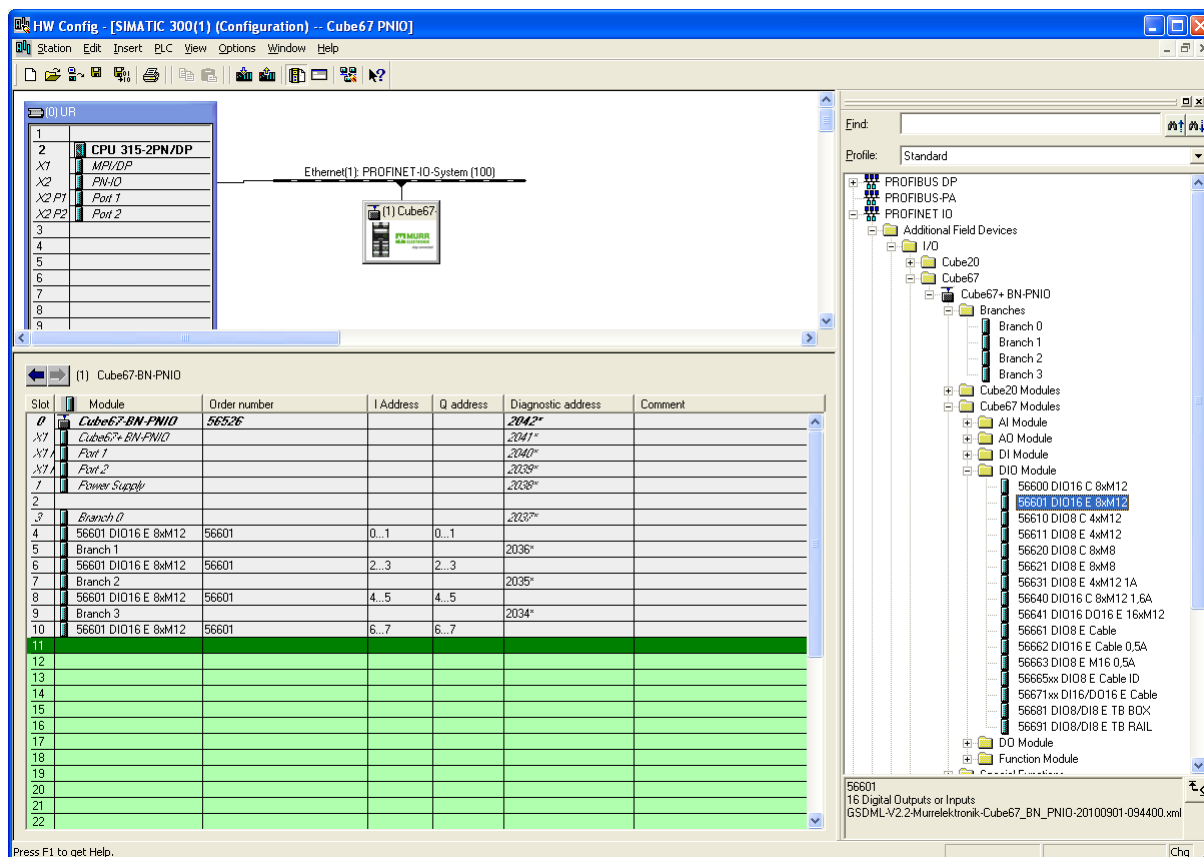 HW Config - [SIMATIC 300(1) (Configuration) -- Cube67 PNIO]
Station Edit Insert PLC View Options Window Help
(0) UR
1
2 CPU 315-2PN/DP
X1 MPI/DP
X2 PN-IO
X2 P1 Port 1
X2 P2 Port 2
3
4
5
6
7
8
9
Ethernet(1): PROFINET-IO-System (100)
(1) Cube67-
MURR
ELEKTRONIK
(1) Cube67-BN-PNIO
Slot Module Order number I Address Q address Diagnostic address Comment
0 Cube67-BN-PNIO 56526 2042*
X1 Cube67+ BN-PNIO 2041*
X1 Port 1 2040*
X1 Port 2 2039*
1 Power Supply 2038*
2
3 Branch 0 2037*
4 56601 DIO16 E 8xM12 56601 0...1 0...1
5 Branch 1 2036*
6 56601 DIO16 E 8xM12 56601 2...3 2...3
7 Branch 2 2035*
8 56601 DIO16 E 8xM12 56601 4...5 4...5
9 Branch 3 2034*
10 56601 DIO16 E 8xM12 56601 6...7 6...7
11
12
13
14
15
16
17
18
19
20
21
22
Find:
Profile: Standard
PROFIBUS DP
PROFIBUS-PA
PROFINET IO
Additional Field Devices
I/O
Cube20
Cube67
Cube67+ BN-PNIO
Branches
Branch 0
Branch 1
Branch 2
Branch 3
Cube20 Modules
Cube67 Modules
AI Module
AO Module
DI Module
DIO Module
56600 DIO16 C 8xM12
56601 DIO16 E 8xM12
56610 DIO8 C 4xM12
56611 DIO8 E 4xM12
56620 DIO8 C 8xM8
56621 DIO8 E 8xM8
56631 DIO8 E 4xM12 1A
56640 DIO16 C 8xM12 1,6A
56641 DIO16 DO16 E 16xM12
56661 DIO8 E Cable
56662 DIO16 E Cable 0,5A
56663 DIO8 E M16 0,5A
56665xx DIO8 E Cable ID
56671xx DI16/DO16 E Cable
56681 DIO8/DI8 E TB BOX
56691 DIO8/DI8 E TB RAIL
DO Module
Function Module
Special Functions
56601
16 Digital Outputs or Inputs
GSDML-V2.2-Murrelektronik-Cube67_BN_PNIO-20100901-094400.xml
Press F1 to get Help.
Chg